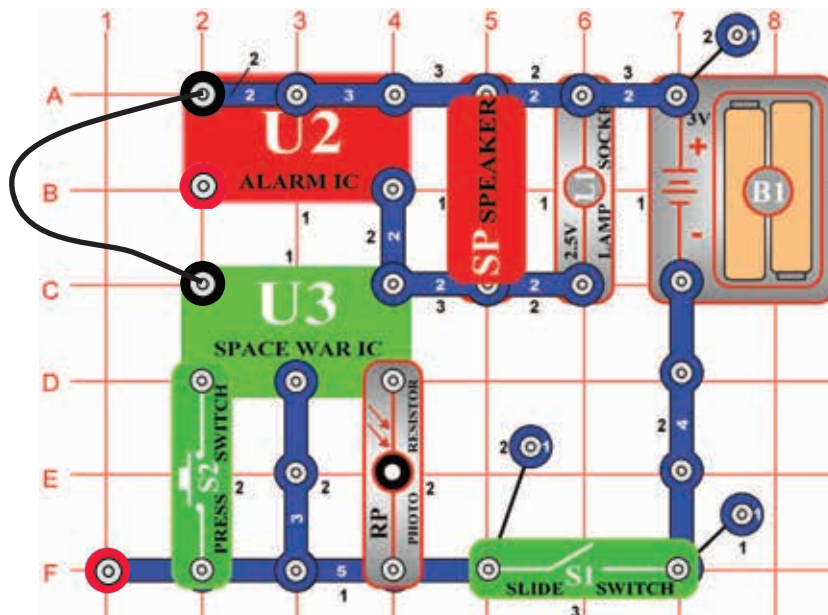 1 2 3 4 5 6 7 8
2 1
2
3 2 3
A 2 3 2 2
3V
+
U2
ALARM IC
SP SPEAKER
L1
2.5V LAMP SOCKE
B1
-
B
1 1 1 1
2 2
1
C 2 2
3 2
U3
SPACE WAR IC
D
S2
PRESS SWITCH
RP
PHOTO RESISTOR
2 4
2 1
E
2 2 2
3
1
1
F 5
1
S1
SLIDE SWITCH
3